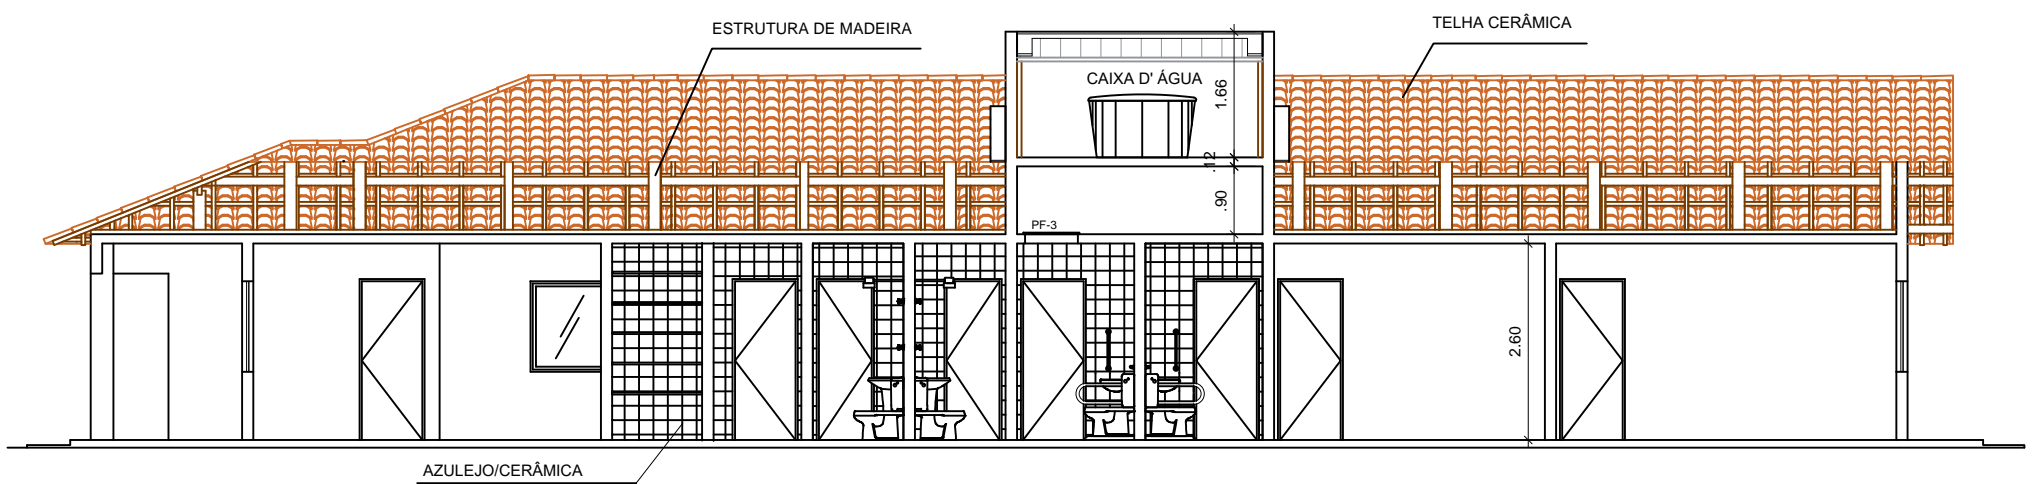 TELHA CERÂMICA
ESTRUTURA DE MADEIRA
CAIXA D' ÁGUA
1.66
.12
.90
PF-3
2.60
AZULEJO/CERÂMICA